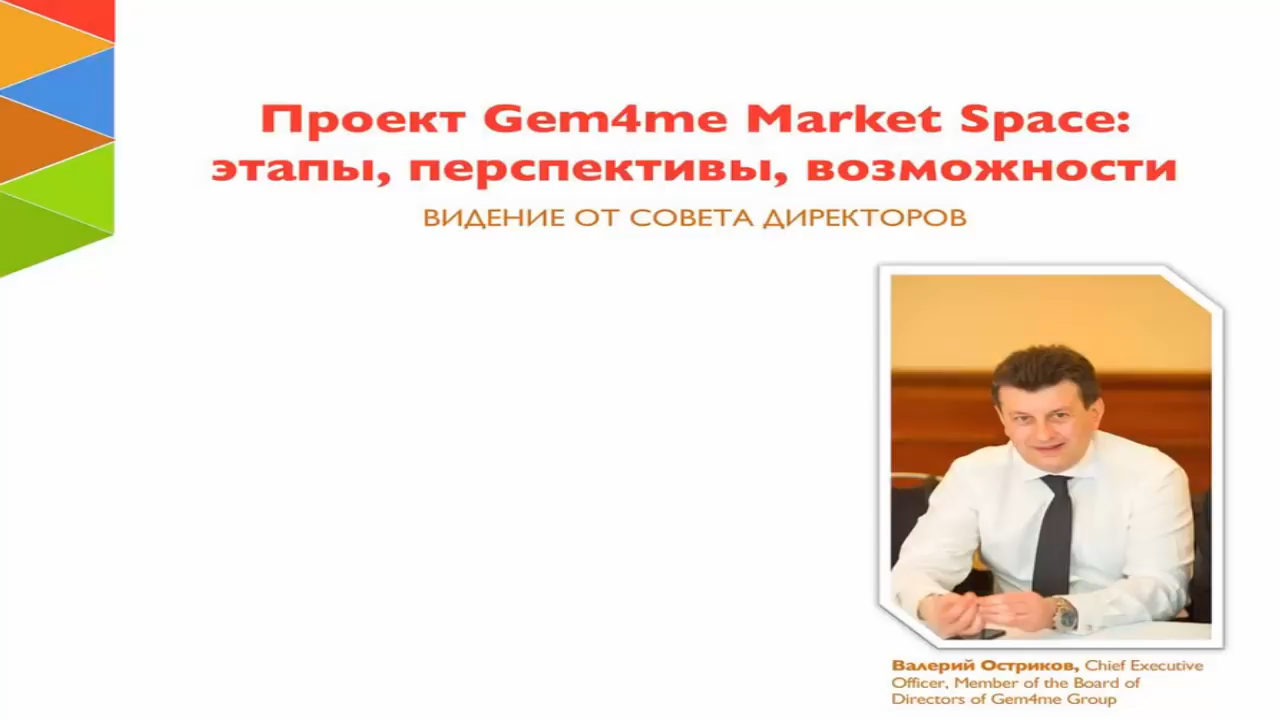 Проект Gem4me Market Space:
этапы, перспективы, возможности
ВИДЕНИЕ ОТ СОВЕТА ДИРЕКТОРОВ
Валерий Остриков, Chief Executive
Officer, Member of the Board of
Directors of Gem4me Group